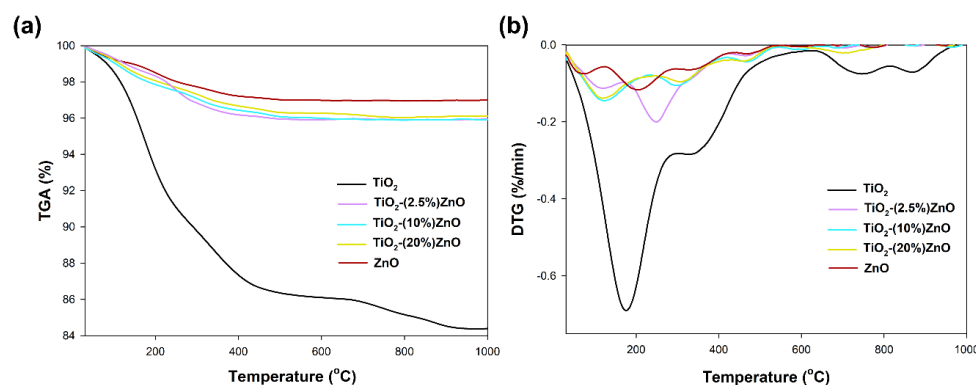 (a)
100
98
96
94
92
90
88
86
84
TGA (%)
TiO₂
TiO₂-(2.5%)ZnO
TiO₂-(10%)ZnO
TiO₂-(20%)ZnO
ZnO
200 400 600 800 1000
Temperature (°C)
(b)
0.0
-0.2
-0.4
-0.6
DTG (%/min)
TiO₂
TiO₂-(2.5%)ZnO
TiO₂-(10%)ZnO
TiO₂-(20%)ZnO
ZnO
200 400 600 800 1000
Temperature (°C)